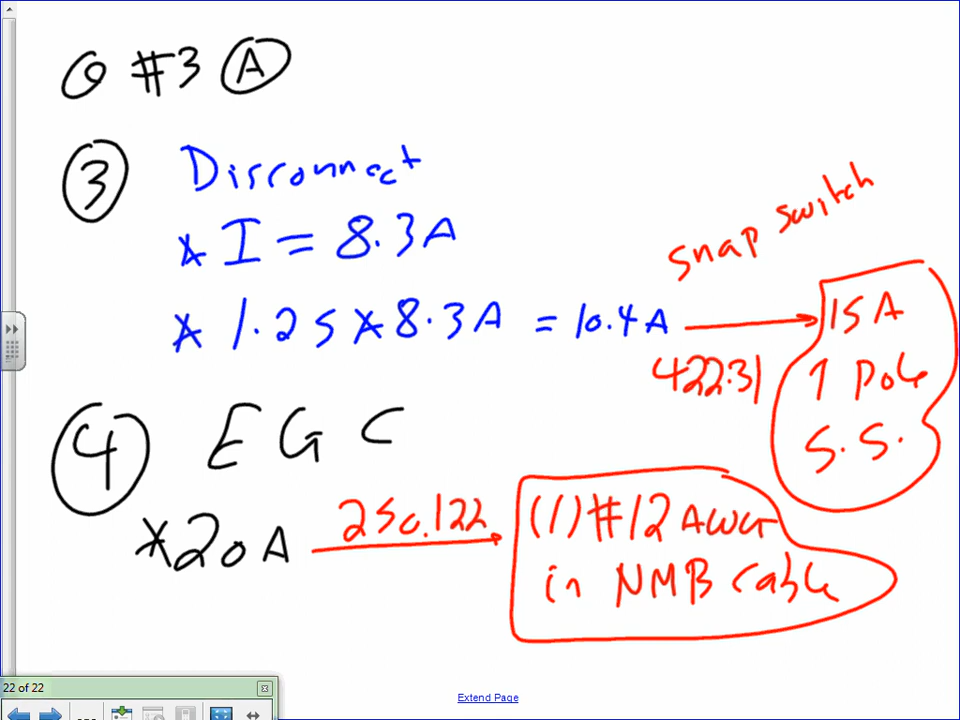 Q #3 A
3 Disconnect
* I = 8.3A
snap switch
* 1.25 * 8.3A = 10.4A
15 A
422.31
1 Pole
S.S.
4 EGC
*20A
250.122
(1) #12 AWG
in NMB cable
22 of 22
Extend Page